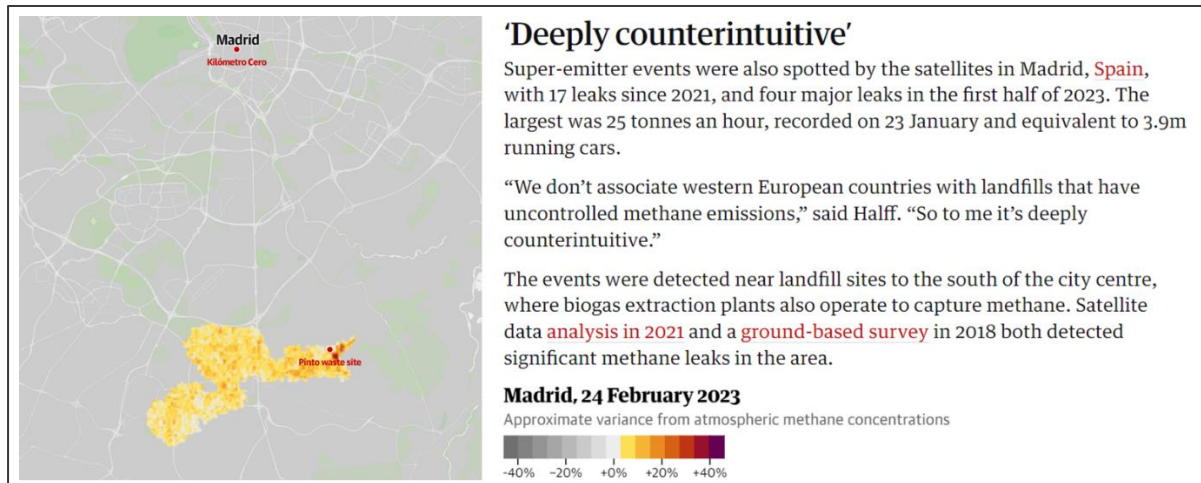 Madrid
Kilómetro Cero
Pinto waste site
‘Deeply counterintuitive’
Super-emitter events were also spotted by the satellites in Madrid, Spain,
with 17 leaks since 2021, and four major leaks in the first half of 2023. The
largest was 25 tonnes an hour, recorded on 23 January and equivalent to 3.9m
running cars.
“We don’t associate western European countries with landfills that have
uncontrolled methane emissions,” said Halff. “So to me it’s deeply
counterintuitive.”
The events were detected near landfill sites to the south of the city centre,
where biogas extraction plants also operate to capture methane. Satellite
data analysis in 2021 and a ground-based survey in 2018 both detected
significant methane leaks in the area.
Madrid, 24 February 2023
Approximate variance from atmospheric methane concentrations
-40% -20% +0% +20% +40%